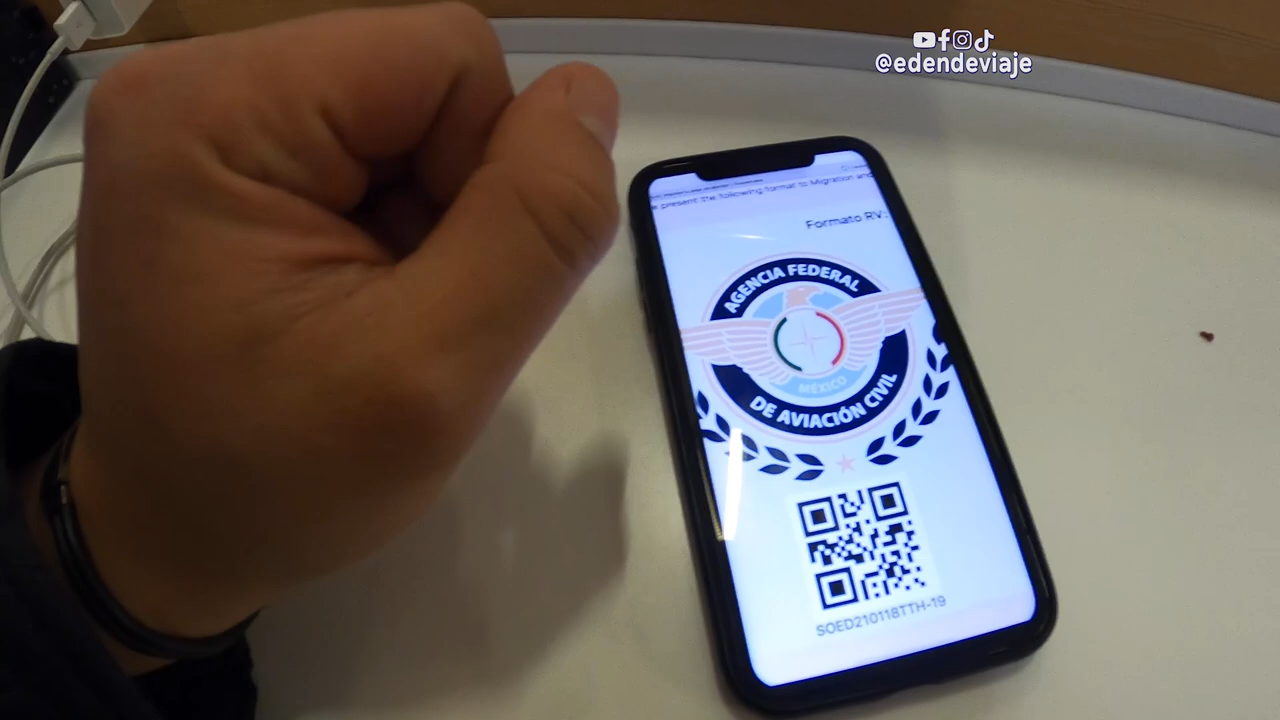 @edendeviaje
present the following format to Migration and
Formato RV
AGENCIA FEDERAL
MÉXICO
DE AVIACIÓN CIVIL
SOED210118TTH-19